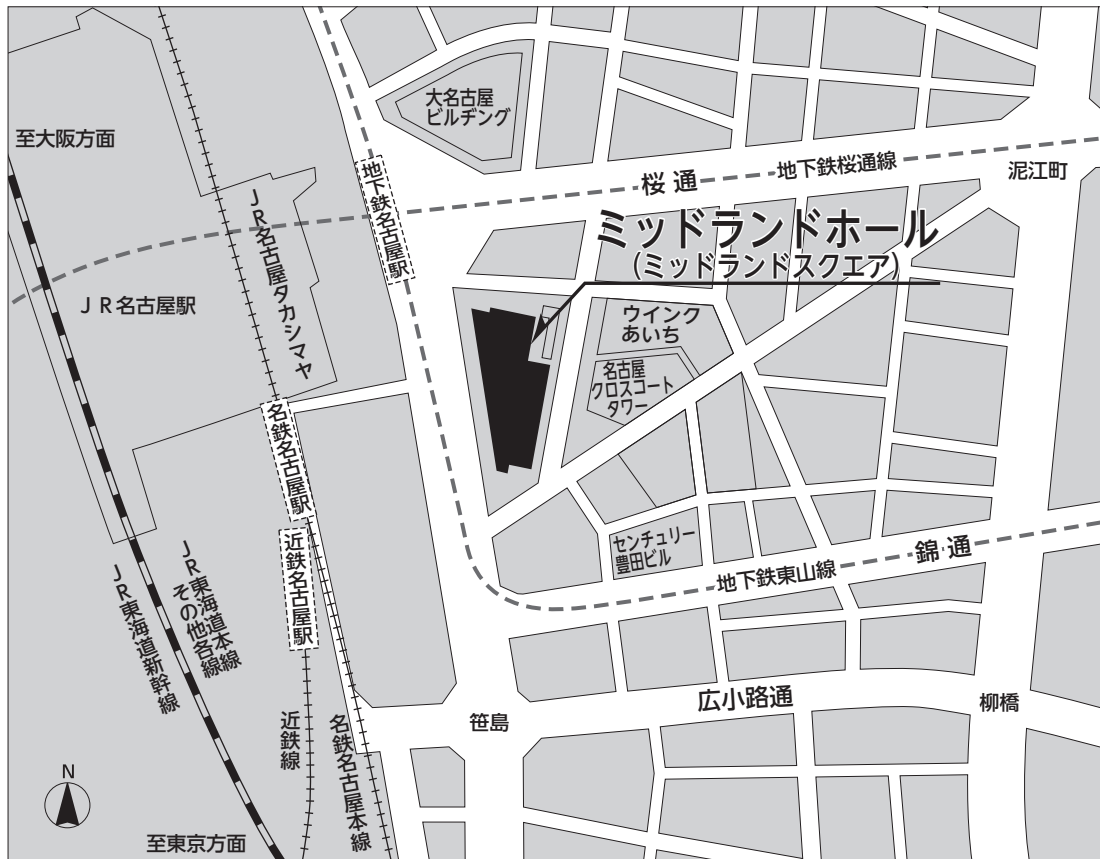 大名古屋
ビルヂング
至大阪方面
地下鉄桜通線
桜通
泥江町
地下鉄名古屋駅
ＪＲ名古屋タカシマヤ
ミッドランドホール
(ミッドランドスクエア)
ＪＲ名古屋駅
ウインク
あいち
名古屋
クロスコート
タワー
名鉄名古屋駅
近鉄名古屋駅
センチュリー
豊田ビル
錦通
地下鉄東山線
ＪＲ東海道本線
その他各線
ＪＲ東海道新幹線
広小路通
笹島
柳橋
近鉄線
名鉄名古屋本線
N
至東京方面